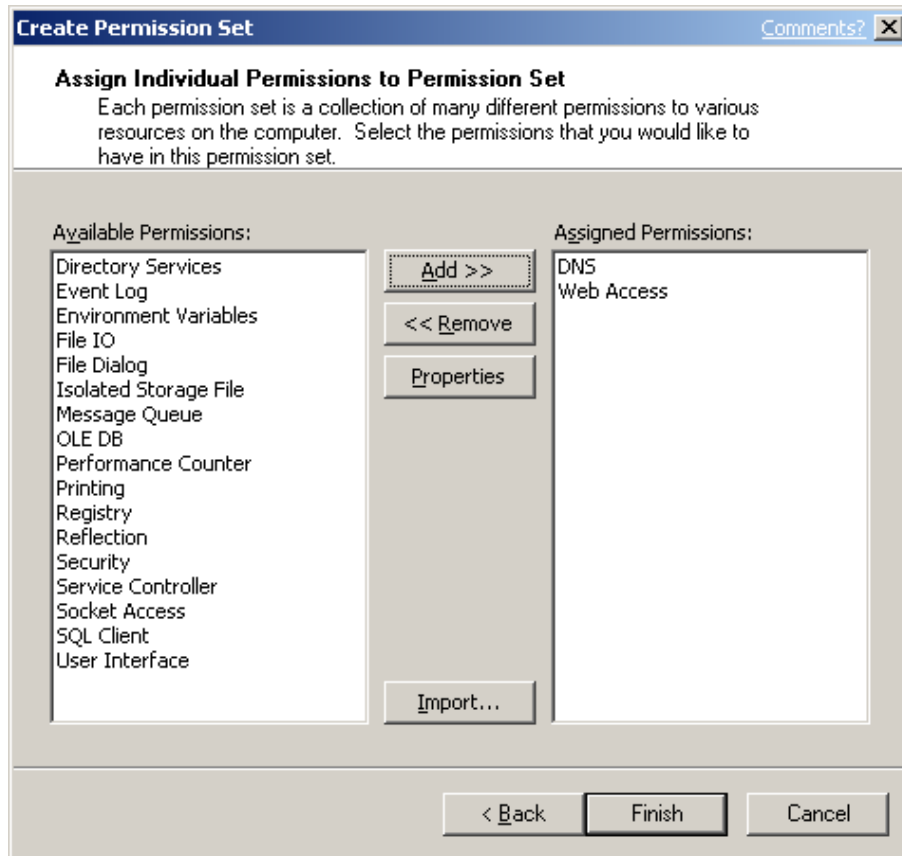 Create Permission Set
Comments?
Assign Individual Permissions to Permission Set
Each permission set is a collection of many different permissions to various
resources on the computer. Select the permissions that you would like to
have in this permission set.
Available Permissions:
Directory Services
Event Log
Environment Variables
File IO
File Dialog
Isolated Storage File
Message Queue
OLE DB
Performance Counter
Printing
Registry
Reflection
Security
Service Controller
Socket Access
SQL Client
User Interface
Add >>
<< Remove
Properties
Import...
Assigned Permissions:
DNS
Web Access
< Back
Finish
Cancel